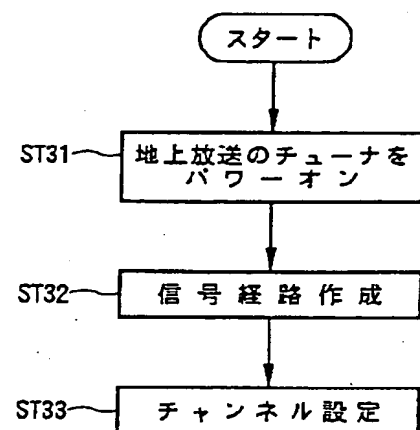 スタート
ST31
地上放送のチューナを
パワーオン
ST32
信号経路作成
ST33
チャンネル設定